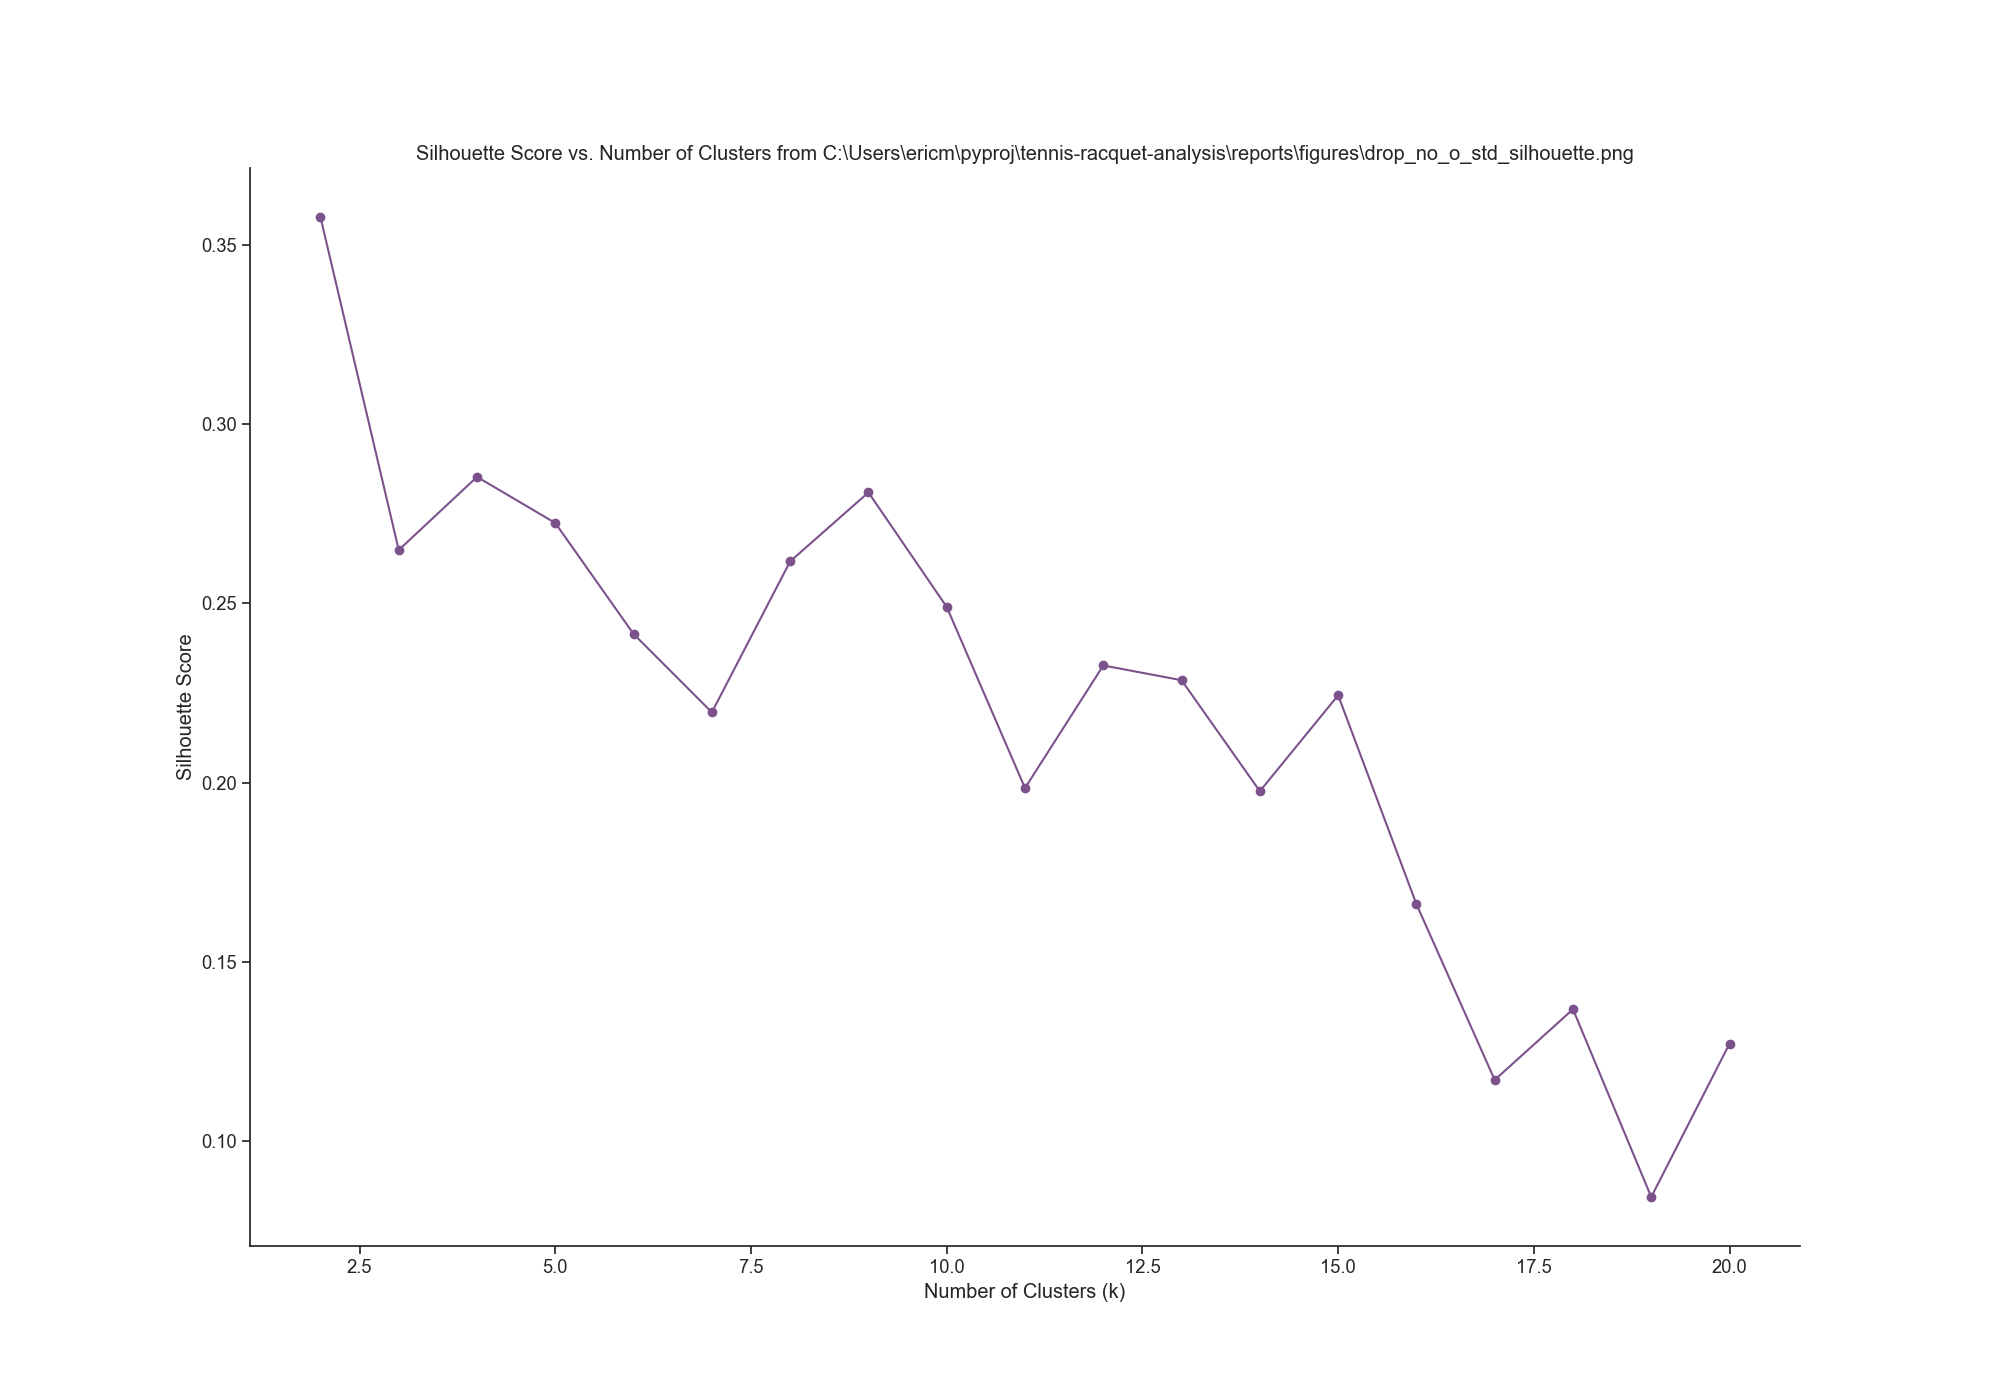 Silhouette Score vs. Number of Clusters from C:\Users\ericm\pyproj\tennis-racquet-analysis\reports\figures\drop_no_o_std_silhouette.png
0.35
0.30
0.25
0.20
0.15
0.10
Silhouette Score
2.5 5.0 7.5 10.0 12.5 15.0 17.5 20.0
Number of Clusters (k)